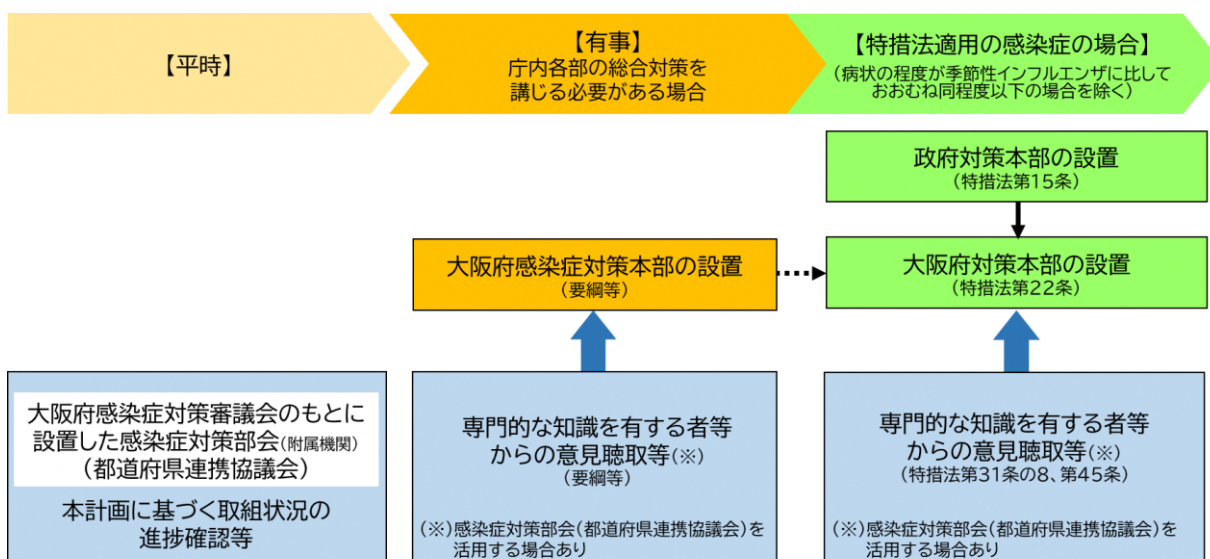 【平時】
【有事】
庁内各部の総合対策を
講じる必要がある場合
【特措法適用の感染症の場合】
(病状の程度が季節性インフルエンザに比して
おおむね同程度以下の場合を除く)
政府対策本部の設置
(特措法第15条)
大阪府感染症対策本部の設置
(要綱等)
大阪府対策本部の設置
(特措法第22条)
大阪府感染症対策審議会のもとに
設置した感染症対策部会(附属機関)
(都道府県連携協議会)
本計画に基づく取組状況の
進捗確認等
専門的な知識を有する者等
からの意見聴取等(※)
(要綱等)
(※)感染症対策部会(都道府県連携協議会)を
活用する場合あり
専門的な知識を有する者等
からの意見聴取等(※)
(特措法第31条の8、第45条)
(※)感染症対策部会(都道府県連携協議会)を
活用する場合あり